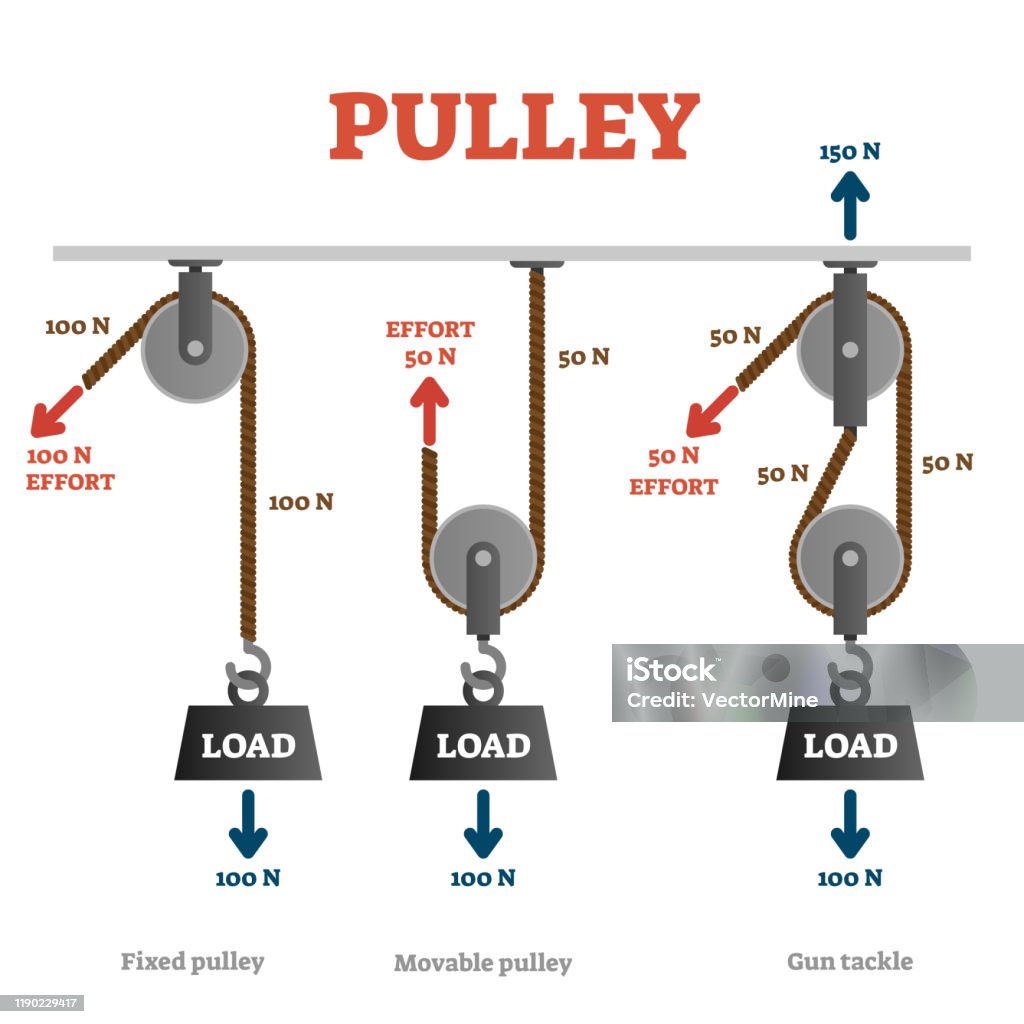 PULLEY
150 N
100 N
100 N
EFFORT
100 N
LOAD
100 N
Fixed pulley
EFFORT
50 N
50 N
LOAD
100 N
Movable pulley
50 N
50 N
EFFORT
50 N
50 N
LOAD
100 N
Gun tackle
iStock™
Credit: VectorMine
1190229417